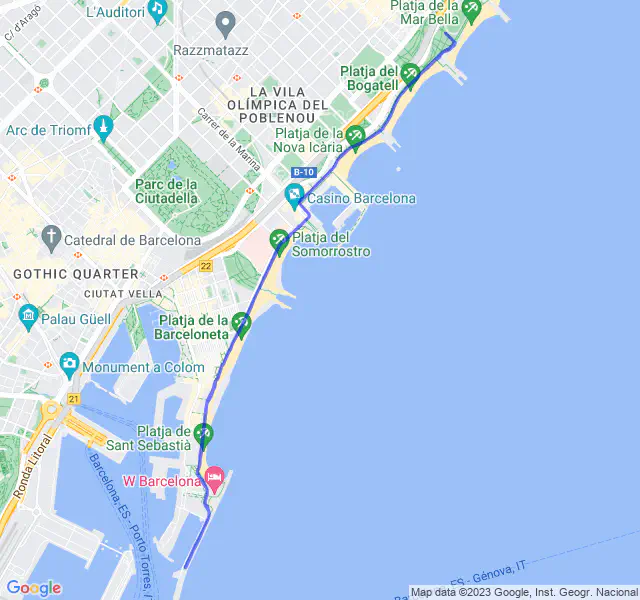 C/ d'Aragó
L'Auditori
Razzmatazz
Platja de la
Mar Bella
Platja del
Bogatell
LA VILA
OLÍMPICA DEL
POBLENOU
Arc de Triomf
Carrer de la Marina
Platja de la
Nova Icària
B-10
Parc de la
Ciutadella
Casino Barcelona
Catedral de Barcelona
Platja del
Somorrostro
GOTHIC QUARTER
22
CIUTAT VELLA
Palau Güell
Platja de la
Barceloneta
Monument a Colom
21
Ronda Litoral
Platja de
Sant Sebastià
W Barcelona
Barcelona, ES - Porto Torres, I
ES - Génova, IT
Google
Map data ©2023 Google, Inst. Geogr. Nacional